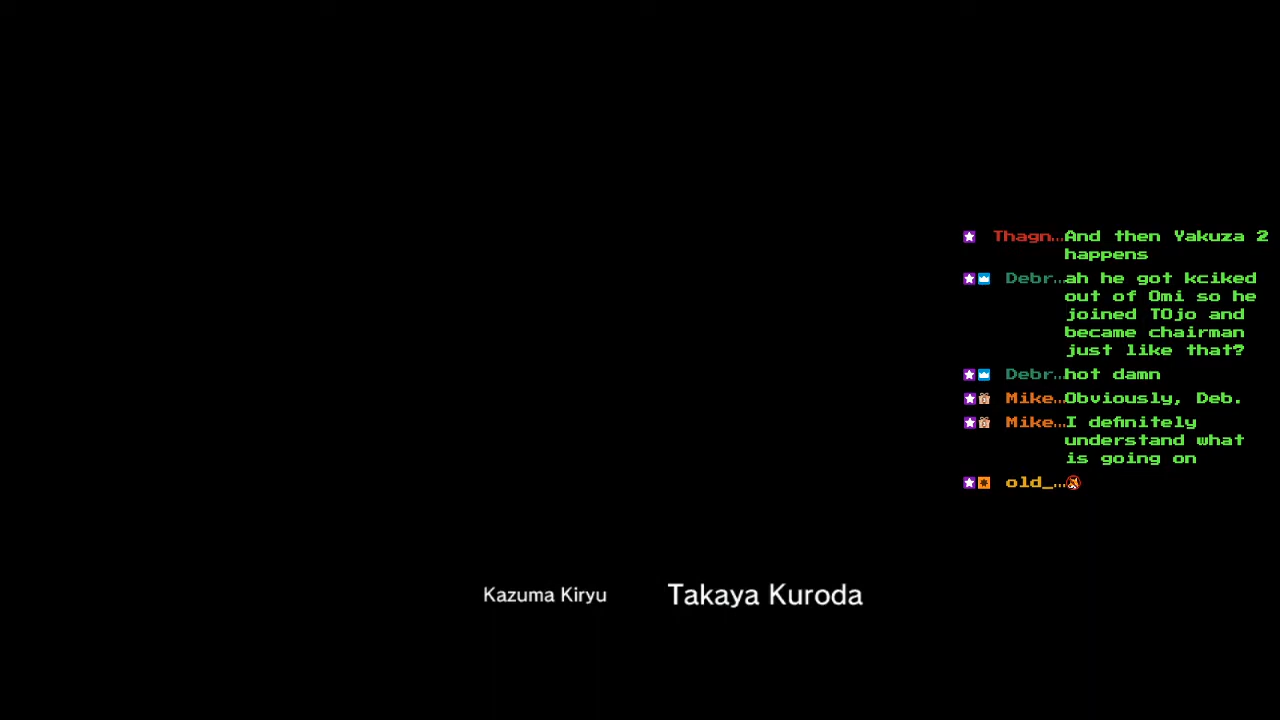 Thagn...And then Yakuza 2
happens
Debr...ah he got kciked
out of Omi so he
joined TOjo and
became chairman
just like that?
Debr...hot damn
Mike...Obviously, Deb.
Mike...I definitely
understand what
is going on
old_...
Kazuma Kiryu Takaya Kuroda